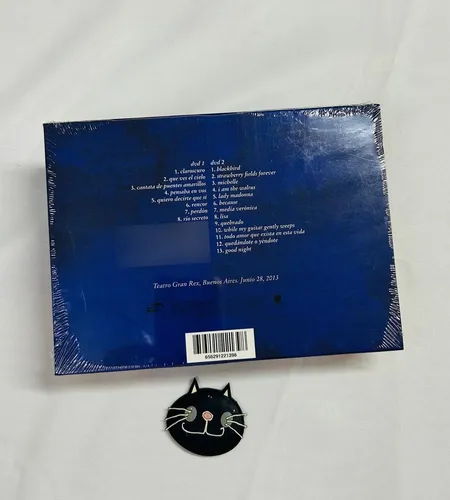 dvd 1
1. claroscuro
2. que ves el cielo
3. cantata de puentes amarillos
4. pensaba en vos
5. quiero decirte que sí
6. rencor
7. perdón
8. río secreto
dvd 2
1. blackbird
2. strawberry fields forever
3. michelle
4. i am the walrus
5. lady madonna
6. because
7. media verónica
8. lisa
9. quebrado
10. while my guitar gently weeps
11. todo amor que exista en esta vida
12. quedándote o yéndote
13. good night
Teatro Gran Rex, Buenos Aires. Junio 28, 2013